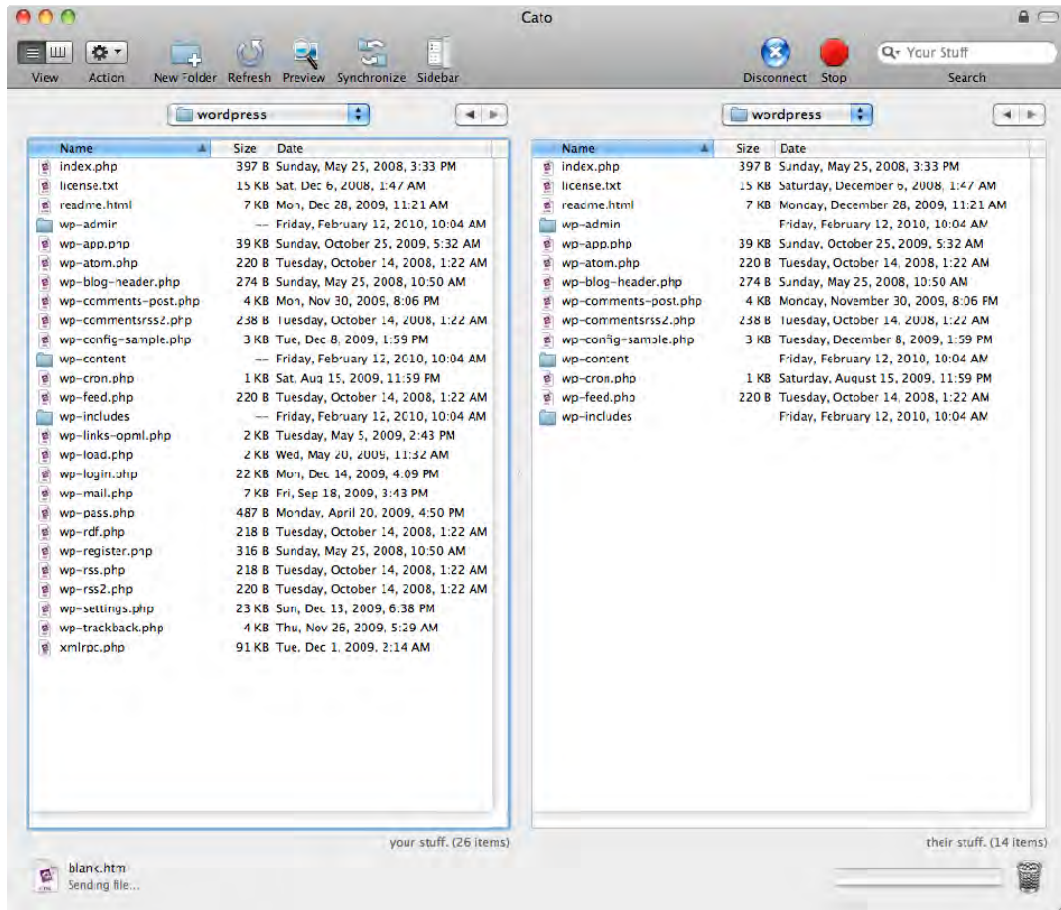 Cato
View Action New Folder Refresh Preview Synchronize Sidebar Disconnect Stop Your Stuff Search
wordpress
wordpress
Name Size Date
index.php 397 B Sunday, May 25, 2008, 3:33 PM
license.txt 15 KB Sat, Dec 6, 2008, 1:47 AM
readme.html 7 KB Mon, Dec 28, 2009, 11:21 AM
wp-admin -- Friday, February 12, 2010, 10:04 AM
wp-app.php 39 KB Sunday, October 25, 2009, 5:32 AM
wp-atom.php 220 B Tuesday, October 14, 2008, 1:22 AM
wp-blog-header.php 274 B Sunday, May 25, 2008, 10:50 AM
wp-comments-post.php 4 KB Mon, Nov 30, 2009, 8:06 PM
wp-commentsrss2.php 238 B Tuesday, October 14, 2008, 1:22 AM
wp-config-sample.php 3 KB Tue, Dec 8, 2009, 1:59 PM
wp-content -- Friday, February 12, 2010, 10:04 AM
wp-cron.php 1 KB Sat, Aug 15, 2009, 11:59 PM
wp-feed.php 220 B Tuesday, October 14, 2008, 1:22 AM
wp-includes -- Friday, February 12, 2010, 10:04 AM
wp-links-opml.php 2 KB Tuesday, May 5, 2009, 2:43 PM
wp-load.php 2 KB Wed, May 20, 2009, 11:32 AM
wp-login.php 22 KB Mon, Dec 14, 2009, 4:09 PM
wp-mail.php 7 KB Fri, Sep 18, 2009, 3:43 PM
wp-pass.php 487 B Monday, April 20, 2009, 4:50 PM
wp-rdf.php 218 B Tuesday, October 14, 2008, 1:22 AM
wp-register.php 316 B Sunday, May 25, 2008, 10:50 AM
wp-rss.php 218 B Tuesday, October 14, 2008, 1:22 AM
wp-rss2.php 220 B Tuesday, October 14, 2008, 1:22 AM
wp-settings.php 23 KB Sun, Dec 13, 2009, 6:38 PM
wp-trackback.php 4 KB Thu, Nov 26, 2009, 5:29 AM
xmlrpc.php 91 KB Tue, Dec 1, 2009, 2:14 AM
your stuff. (26 items)
Name Size Date
index.php 397 B Sunday, May 25, 2008, 3:33 PM
license.txt 15 KB Saturday, December 6, 2008, 1:47 AM
readme.html 7 KB Monday, December 28, 2009, 11:21 AM
wp-admin Friday, February 12, 2010, 10:04 AM
wp-app.php 39 KB Sunday, October 25, 2009, 5:32 AM
wp-atom.php 220 B Tuesday, October 14, 2008, 1:22 AM
wp-blog-header.php 274 B Sunday, May 25, 2008, 10:50 AM
wp-comments-post.php 4 KB Monday, November 30, 2009, 8:06 PM
wp-commentsrss2.php 238 B Tuesday, October 14, 2008, 1:22 AM
wp-config-sample.php 3 KB Tuesday, December 8, 2009, 1:59 PM
wp-content Friday, February 12, 2010, 10:04 AM
wp-cron.php 1 KB Saturday, August 15, 2009, 11:59 PM
wp-feed.php 220 B Tuesday, October 14, 2008, 1:22 AM
wp-includes Friday, February 12, 2010, 10:04 AM
their stuff. (14 items)
blank.htm
Sending file...